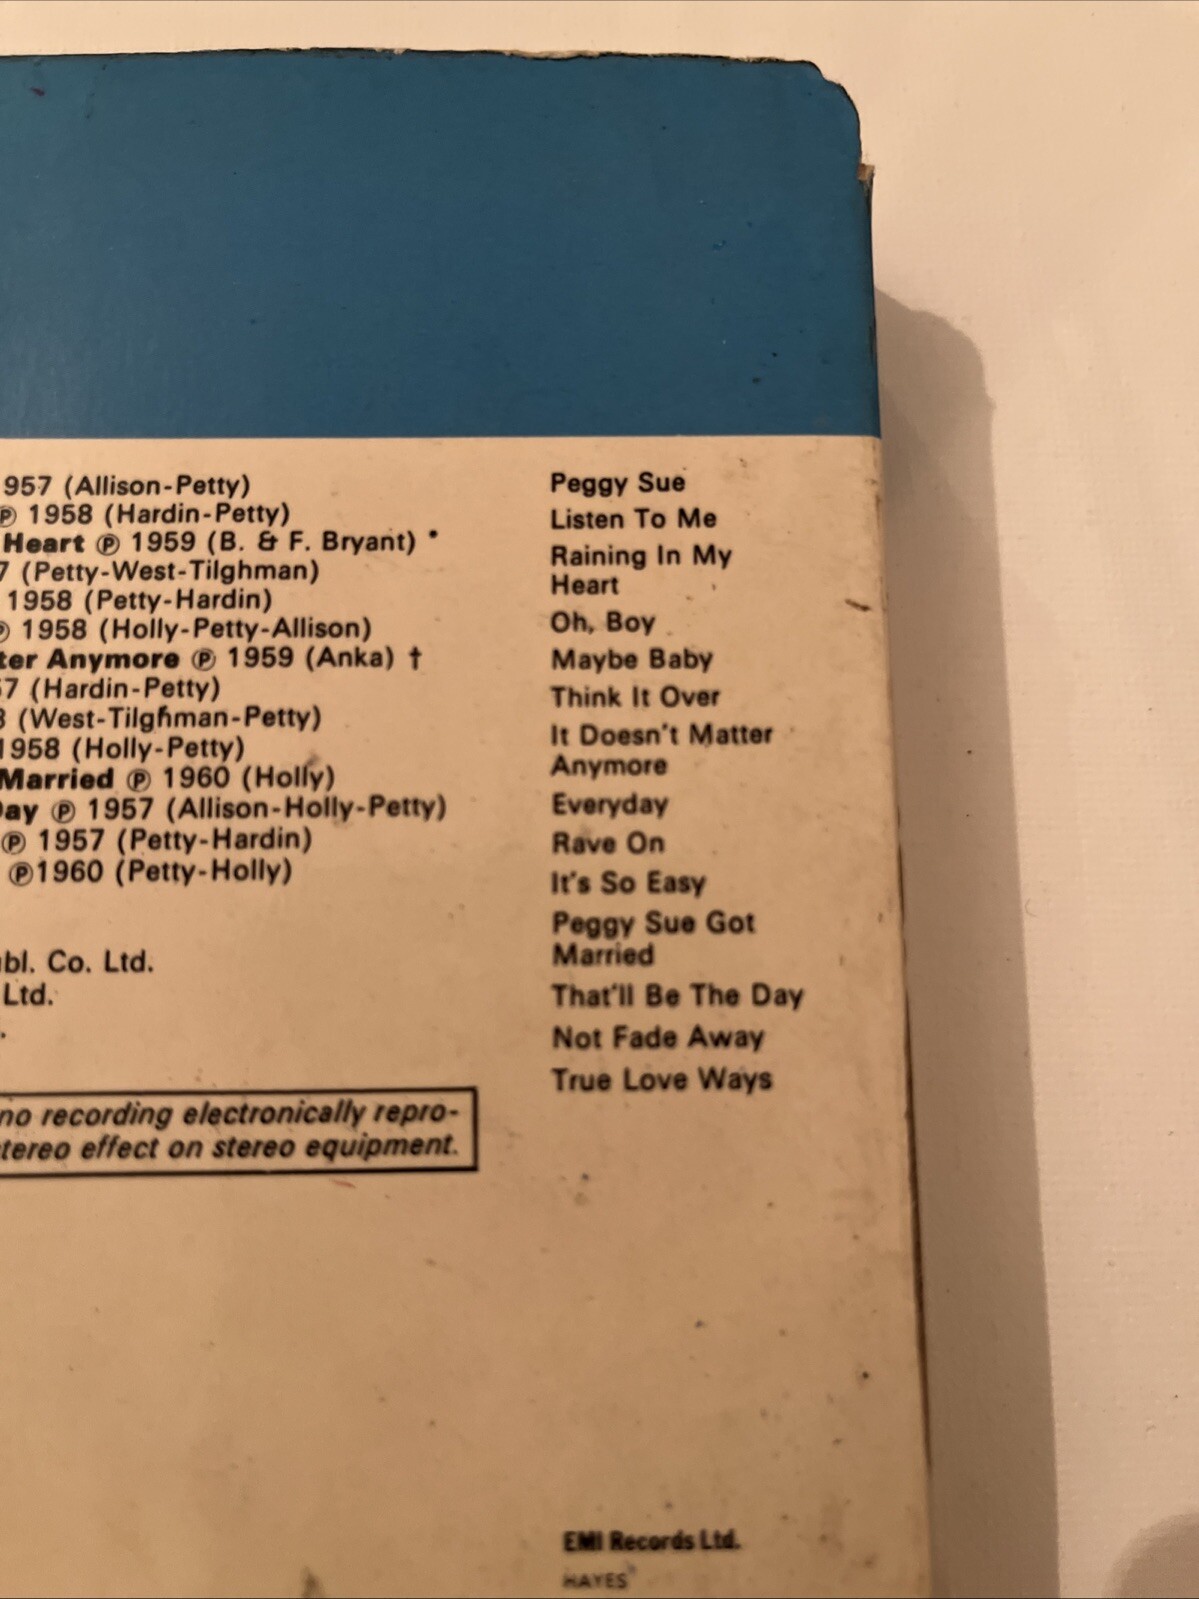 957 (Allison-Petty)
℗ 1958 (Hardin-Petty)
Heart ℗ 1959 (B. & F. Bryant) *
7 (Petty-West-Tilghman)
1958 (Petty-Hardin)
℗ 1958 (Holly-Petty-Allison)
ter Anymore ℗ 1959 (Anka) †
57 (Hardin-Petty)
8 (West-Tilghman-Petty)
1958 (Holly-Petty)
Married ℗ 1960 (Holly)
Day ℗ 1957 (Allison-Holly-Petty)
℗ 1957 (Petty-Hardin)
℗1960 (Petty-Holly)
ubl. Co. Ltd.
Ltd.
no recording electronically repro-
stereo effect on stereo equipment.
Peggy Sue
Listen To Me
Raining In My
Heart
Oh, Boy
Maybe Baby
Think It Over
It Doesn't Matter
Anymore
Everyday
Rave On
It's So Easy
Peggy Sue Got
Married
That'll Be The Day
Not Fade Away
True Love Ways
EMI Records Ltd.
HAYES